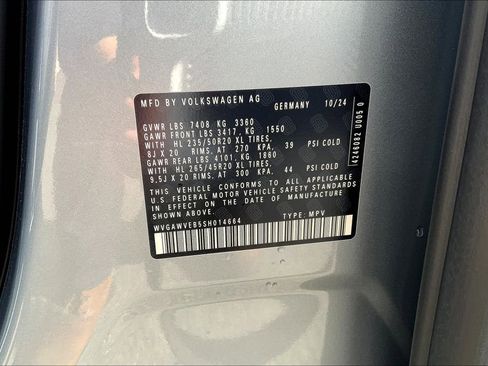 MFD BY VOLKSWAGEN AG
GERMANY 10/24
GVWR LBS 7408 KG 3360
GAWR FRONT LBS 3417, KG 1550
WITH HL 235/50R20 XL TIRES,
8J X 20 RIMS, AT 270 KPA, 39 PSI COLD
GAWR REAR LBS 4101, KG 1860
WITH HL 265/45R20 XL TIRES,
9,5J X 20 RIMS, AT 300 KPA, 44 PSI COLD
THIS VEHICLE CONFORMS TO ALL APPLICABLE
U.S. FEDERAL MOTOR VEHICLE SAFETY STANDARDS
IN EFFECT ON THE DATE OF MANUFACTURE
SHOWN ABOVE.
WVGAWVEB5SH014664 TYPE: MPV
4246082 U005 0